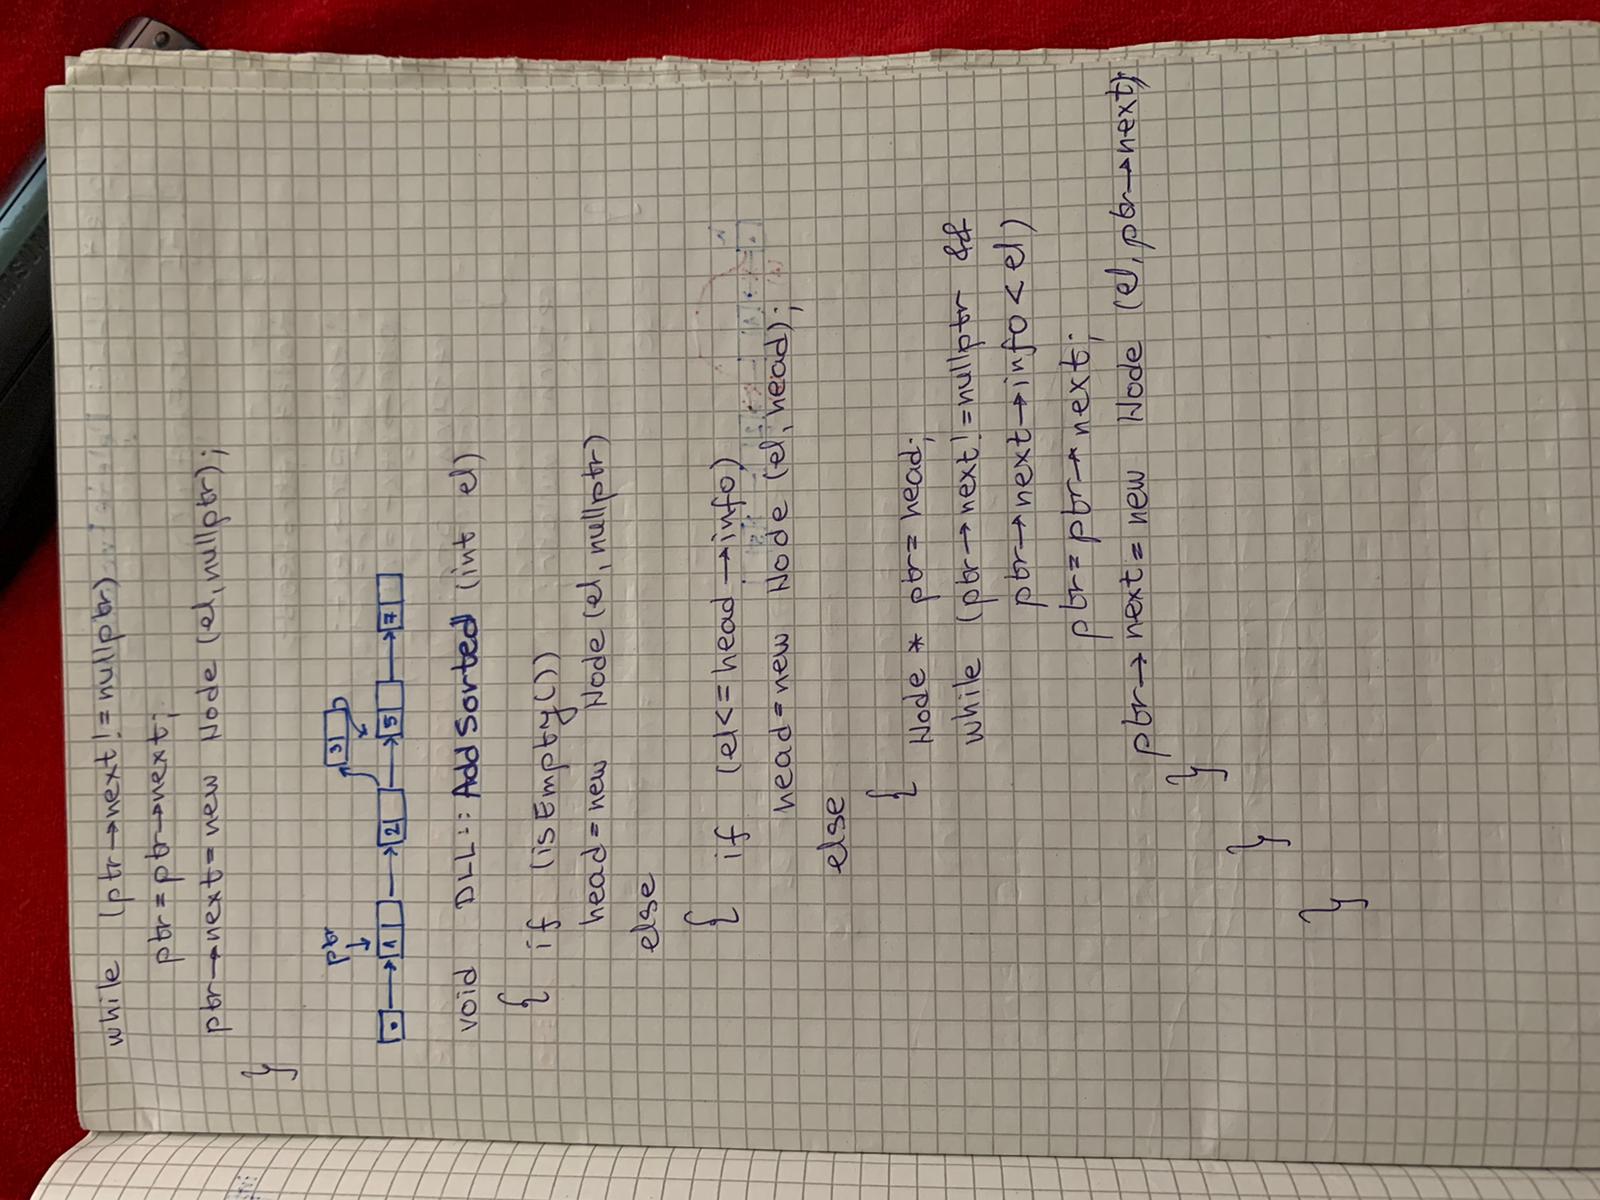 while (ptr→next!=nullptr)
ptr=ptr→next;
ptr→next=new Node (el,nullptr);
}
ptr
3
1 2 5 7
void DLL::AddSorted (int el)
{ if (isEmpty())
head=new Node(el, nullptr)
else
{ if (el<=head→info)
head=new Node (el, head);
else
{ Node * ptr=head;
while (ptr→next!=nullptr &&
ptr→next→info<el)
ptr=ptr→next;
ptr→next=new Node (el, ptr→next);
}
}
}